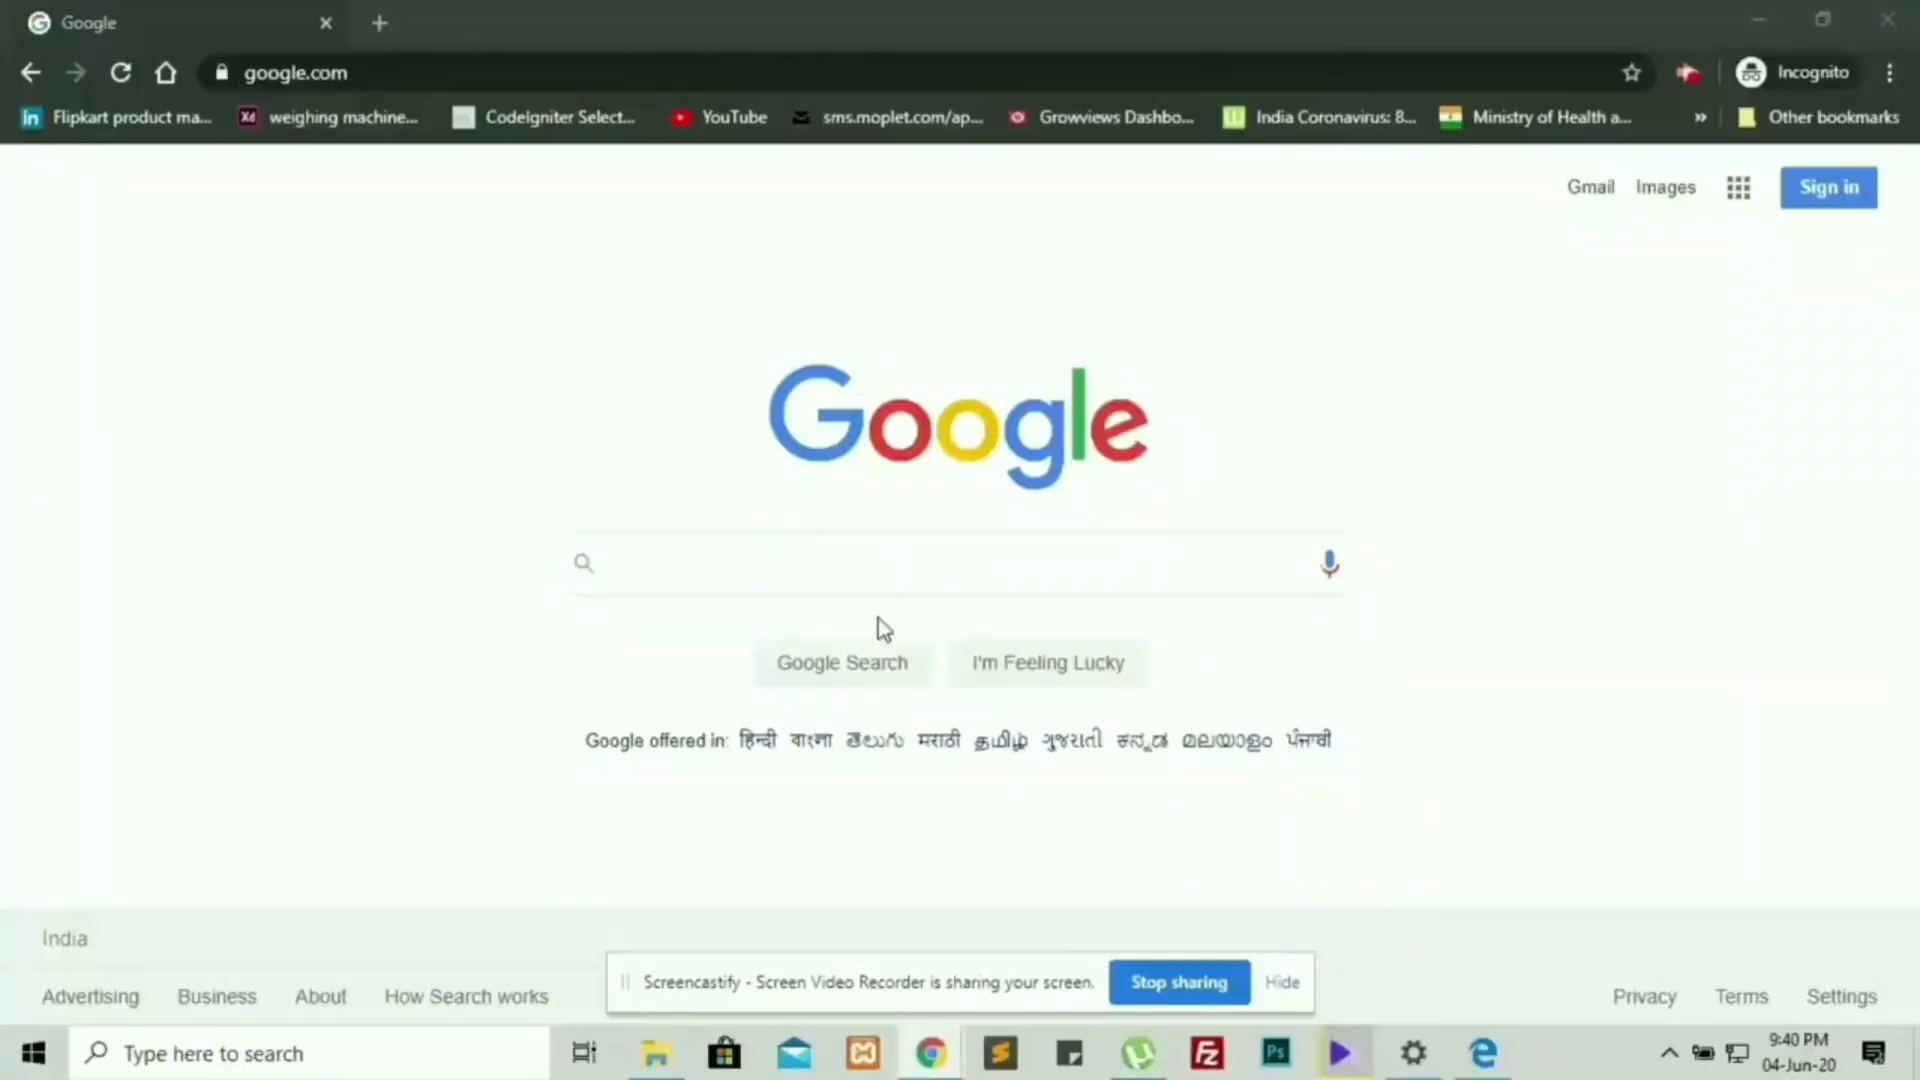 Google
google.com
Incognito
Flipkart product ma...
weighing machine...
CodeIgniter Select...
YouTube
sms.moplet.com/ap...
Growviews Dashbo...
India Coronavirus: 8...
Ministry of Health a...
»
Other bookmarks
Gmail
Images
Sign in
Google
Google Search
I'm Feeling Lucky
Google offered in: हिन्दी বাংলা తెలుగు मराठी தமிழ் ગુજરાતી ಕನ್ನಡ മലയാളം ਪੰਜਾਬੀ
India
Screencastify - Screen Video Recorder is sharing your screen.
Stop sharing
Hide
Advertising
Business
About
How Search works
Privacy
Terms
Settings
Type here to search
9:40 PM
04-Jun-20